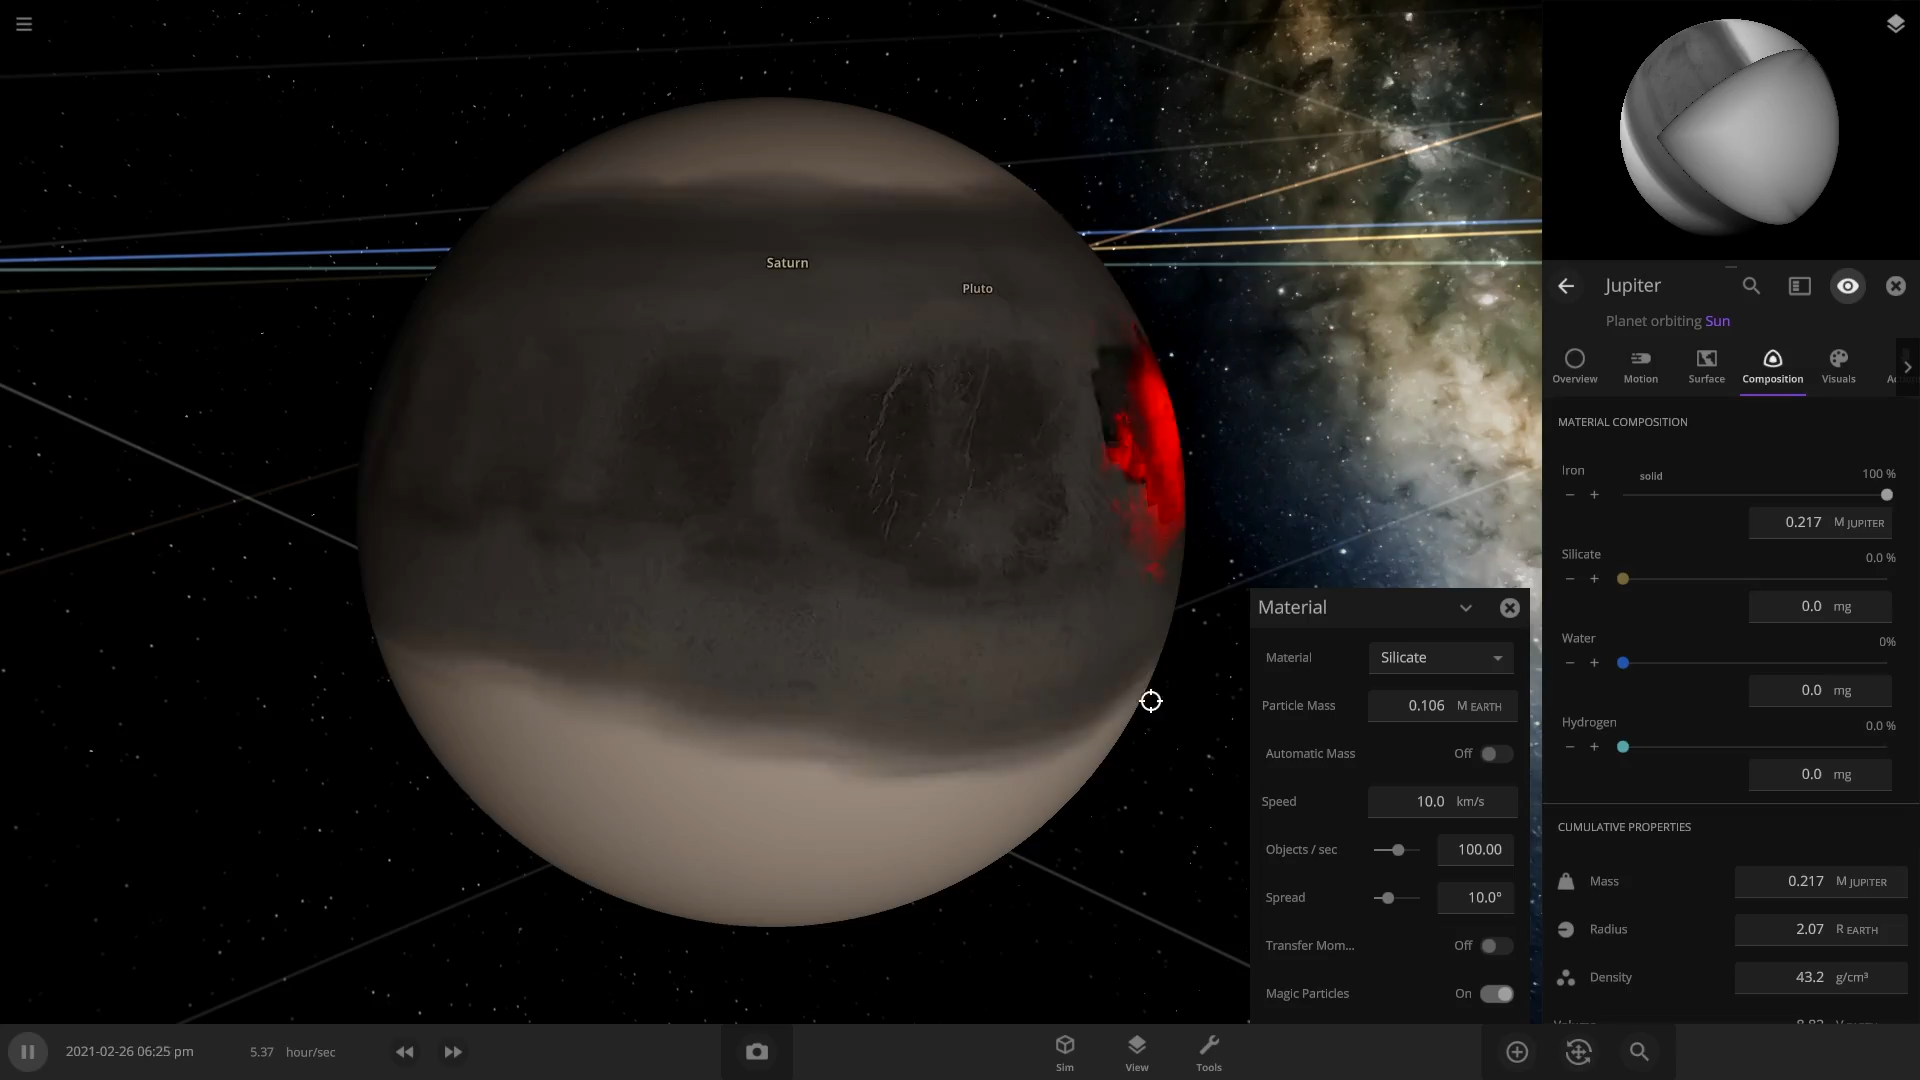 Saturn
Pluto
Jupiter
Planet orbiting Sun
Overview
Motion
Surface
Composition
Visuals
MATERIAL COMPOSITION
Iron
solid
100 %
− +
0.217 M JUPITER
Silicate
0.0 %
− +
0.0 mg
Water
0%
− +
0.0 mg
Hydrogen
0.0 %
− +
0.0 mg
CUMULATIVE PROPERTIES
Mass
0.217 M JUPITER
Radius
2.07 R EARTH
Density
43.2 g/cm³
Material
Material
Silicate
Particle Mass
0.106 M EARTH
Automatic Mass
Off
Speed
10.0 km/s
Objects / sec
100.00
Spread
10.0°
Transfer Mom...
Off
Magic Particles
On
2021-02-26 06:25 pm
5.37 hour/sec
Sim
View
Tools